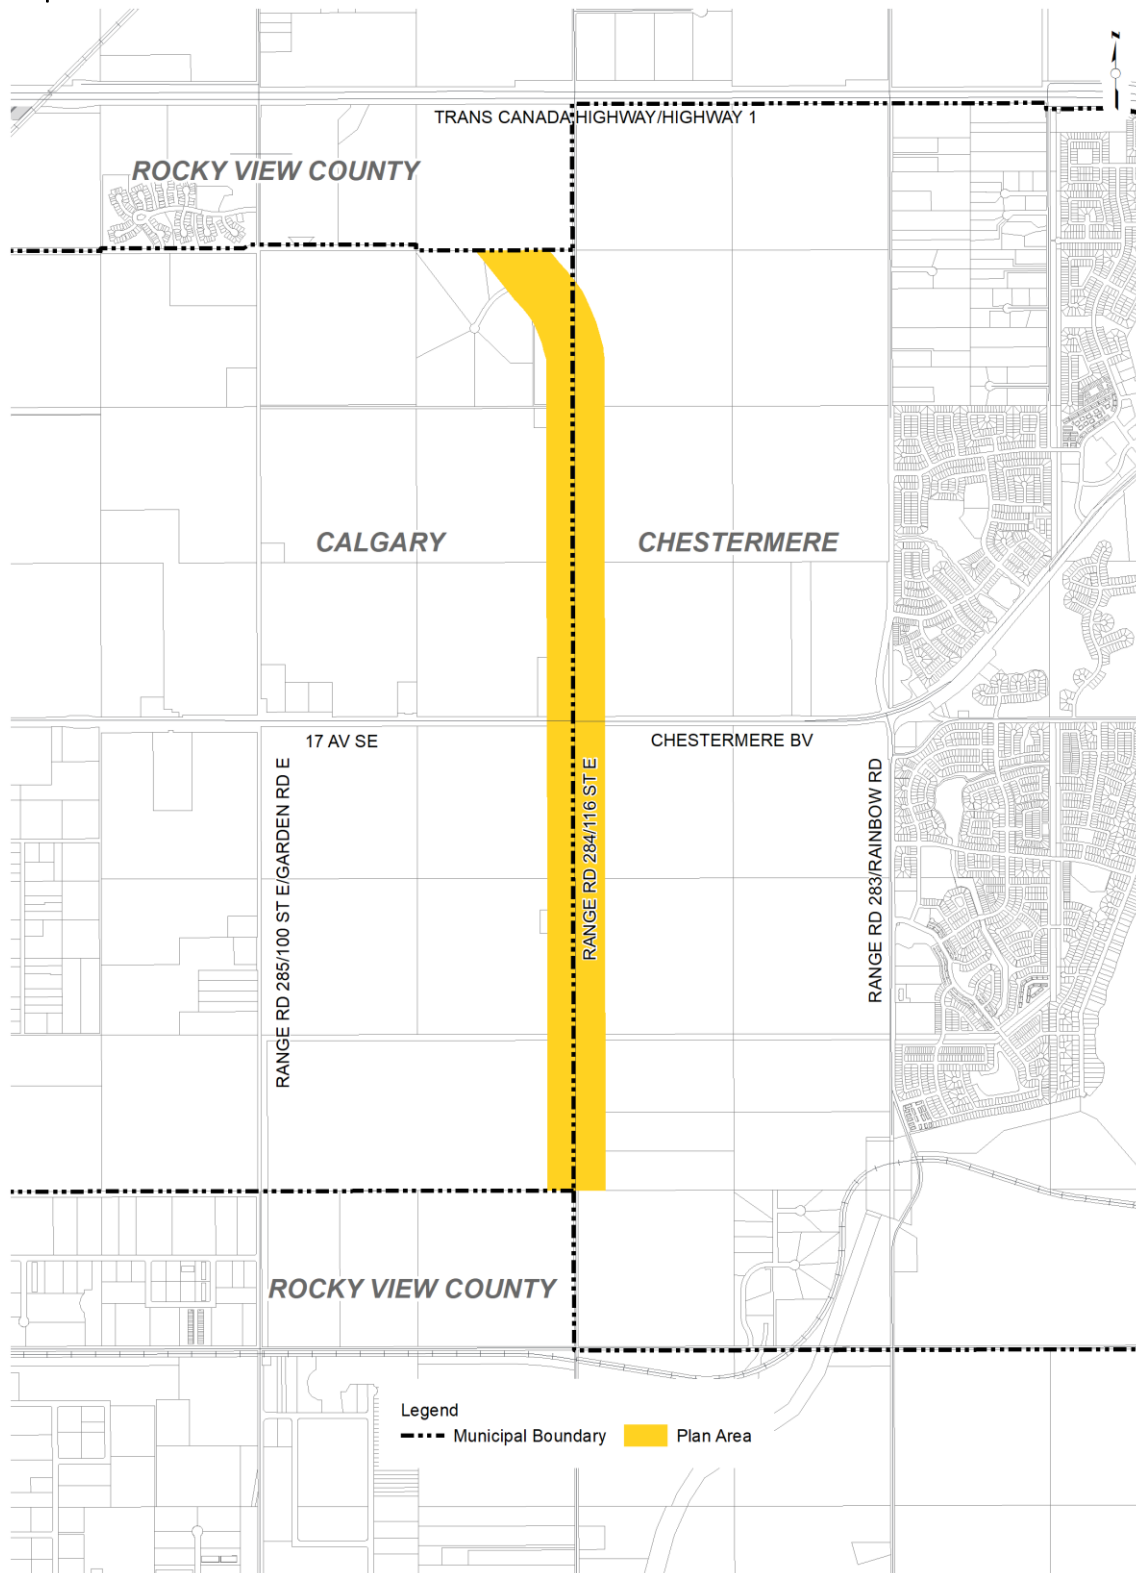 N
TRANS CANADA HIGHWAY/HIGHWAY 1
ROCKY VIEW COUNTY
CALGARY
CHESTERMERE
17 AV SE
CHESTERMERE BV
RANGE RD 285/100 ST E/GARDEN RD E
RANGE RD 284/116 ST E
RANGE RD 283/RAINBOW RD
ROCKY VIEW COUNTY
Legend
Municipal Boundary
Plan Area